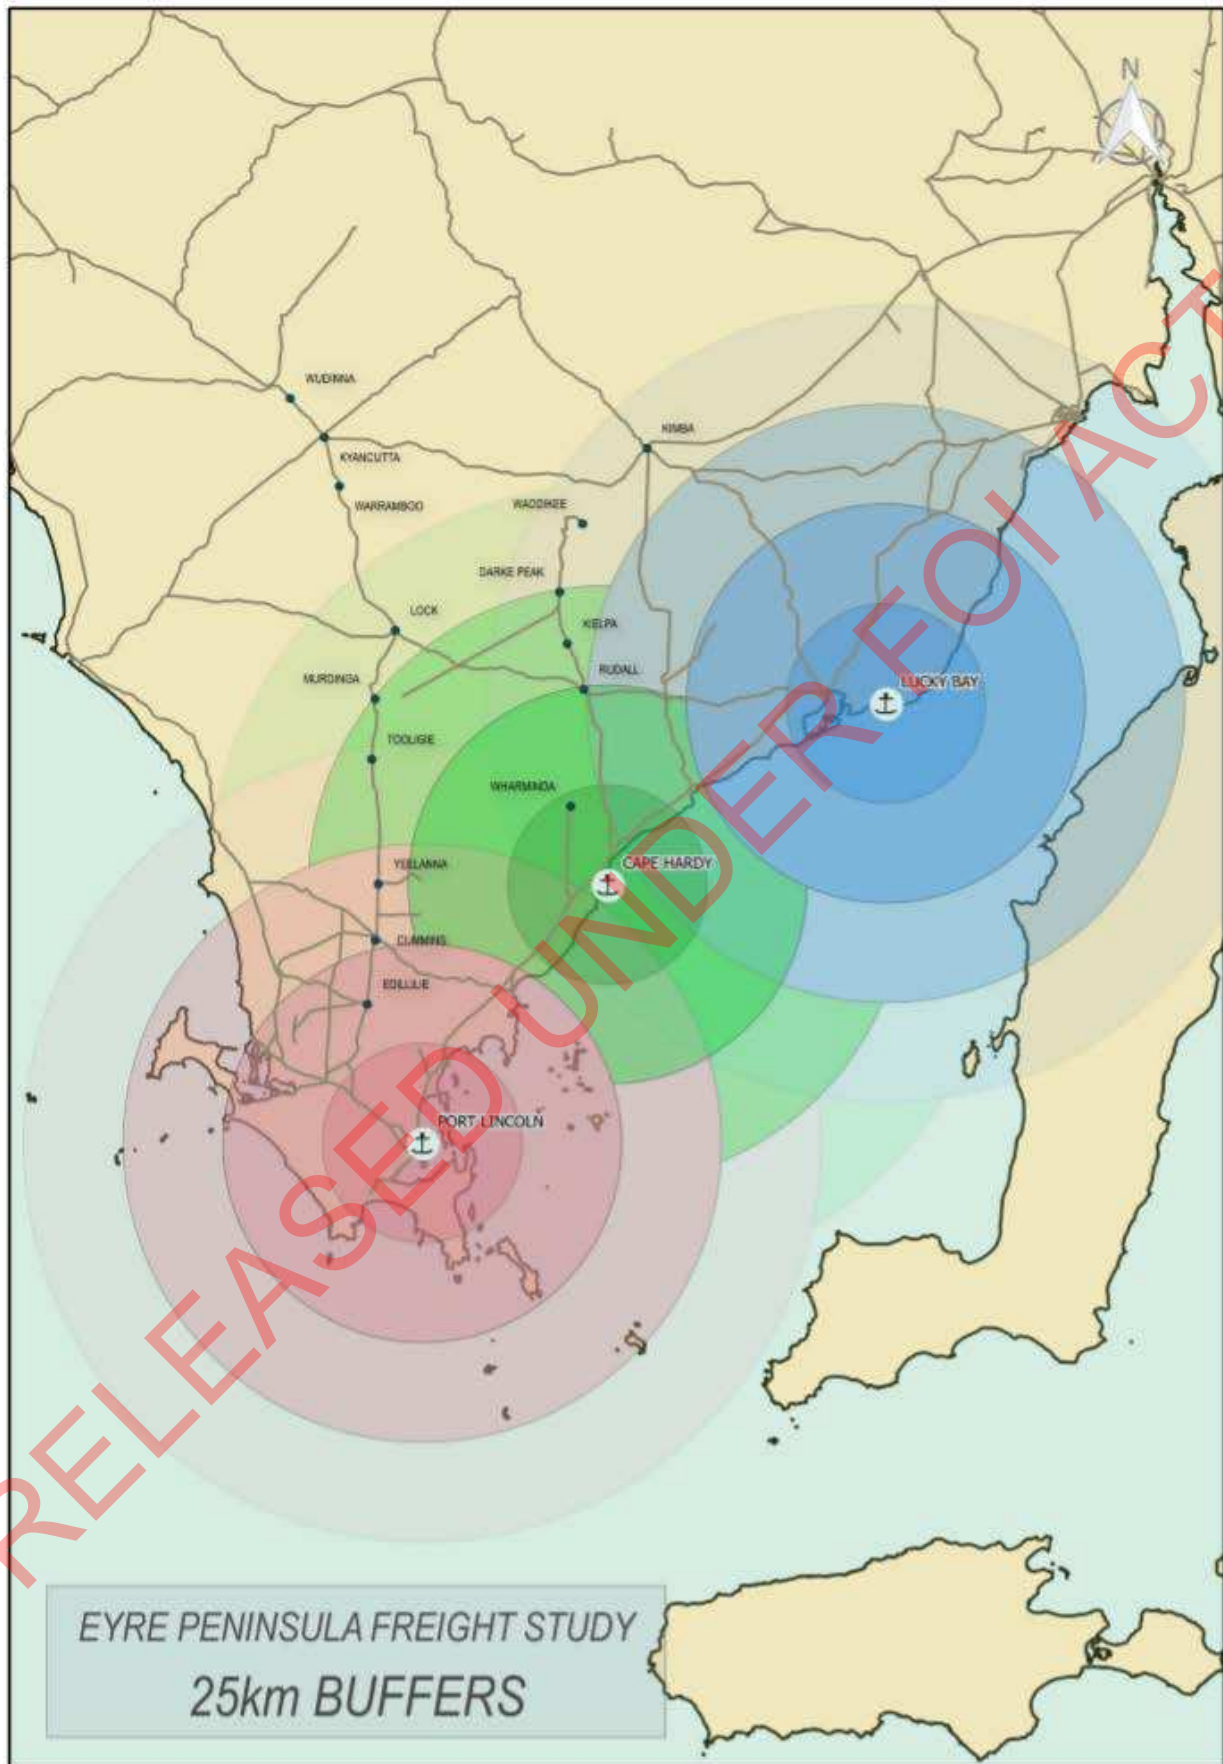 N
WUDINNA
KYANCUTTA
KIMBA
WARRAMBOO
WADDIKEE
DARKE PEAK
LOCK
KIELPA
RUDALL
MURDINGA
LUCKY BAY
TOOLIGIE
WHARMINDA
YEELANNA
CAPE HARDY
CUMMINS
EDILLILIE
PORT LINCOLN
RELEASED UNDER FOI ACT
EYRE PENINSULA FREIGHT STUDY
25km BUFFERS